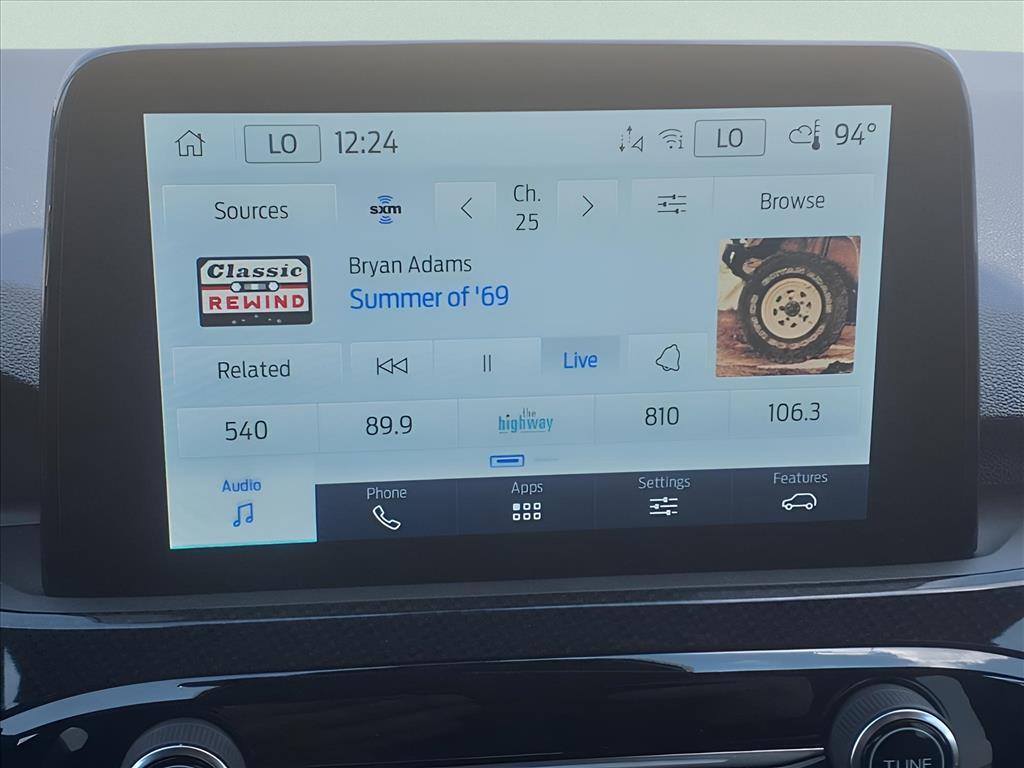 LO 12:24 LO 94°
Sources sxm Ch. 25 Browse
Classic
REWIND
Bryan Adams
Summer of '69
Related Live
540 89.9 the highway 810 106.3
Audio Phone Apps Settings Features
TUNE